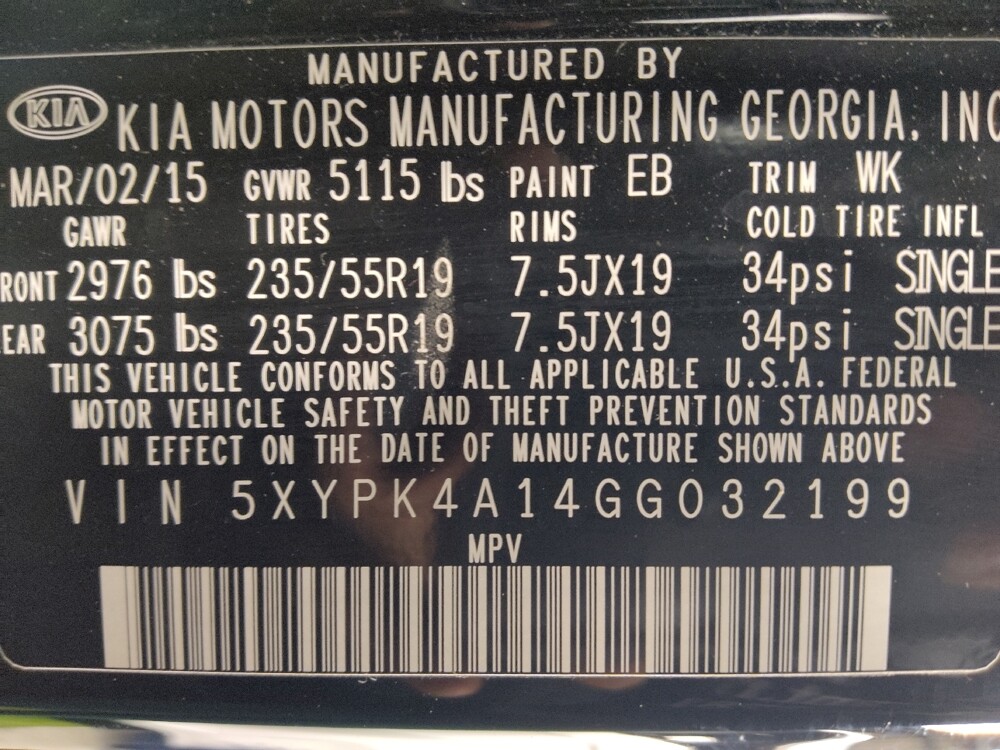 MANUFACTURED BY
KIA KIA MOTORS MANUFACTURING GEORGIA, INC
MAR/02/15 GVWR 5115 lbs PAINT EB TRIM WK
GAWR TIRES RIMS COLD TIRE INFL
RONT 2976 lbs 235/55R19 7.5JX19 34psi SINGLE
EAR 3075 lbs 235/55R19 7.5JX19 34psi SINGLE
THIS VEHICLE CONFORMS TO ALL APPLICABLE U.S.A. FEDERAL
MOTOR VEHICLE SAFETY AND THEFT PREVENTION STANDARDS
IN EFFECT ON THE DATE OF MANUFACTURE SHOWN ABOVE
VIN 5XYPK4A14GG032199
MPV